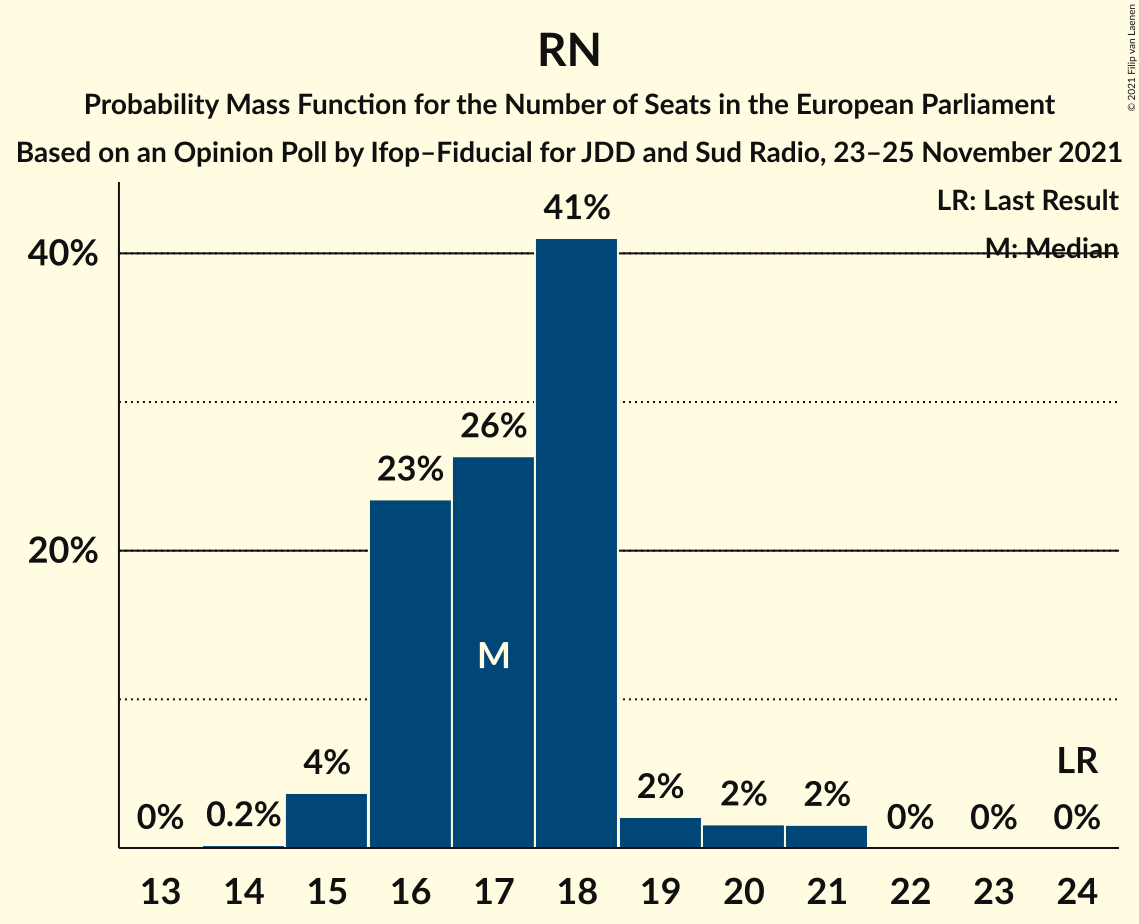 RN
Probability Mass Function for the Number of Seats in the European Parliament
Based on an Opinion Poll by Ifop–Fiducial for JDD and Sud Radio, 23–25 November 2021
© 2021 Filip van Laenen
LR: Last Result
M: Median
40%
20%
0%
0.2%
4%
23%
26%
41%
2%
2%
2%
0%
0%
0%
M
LR
13 14 15 16 17 18 19 20 21 22 23 24